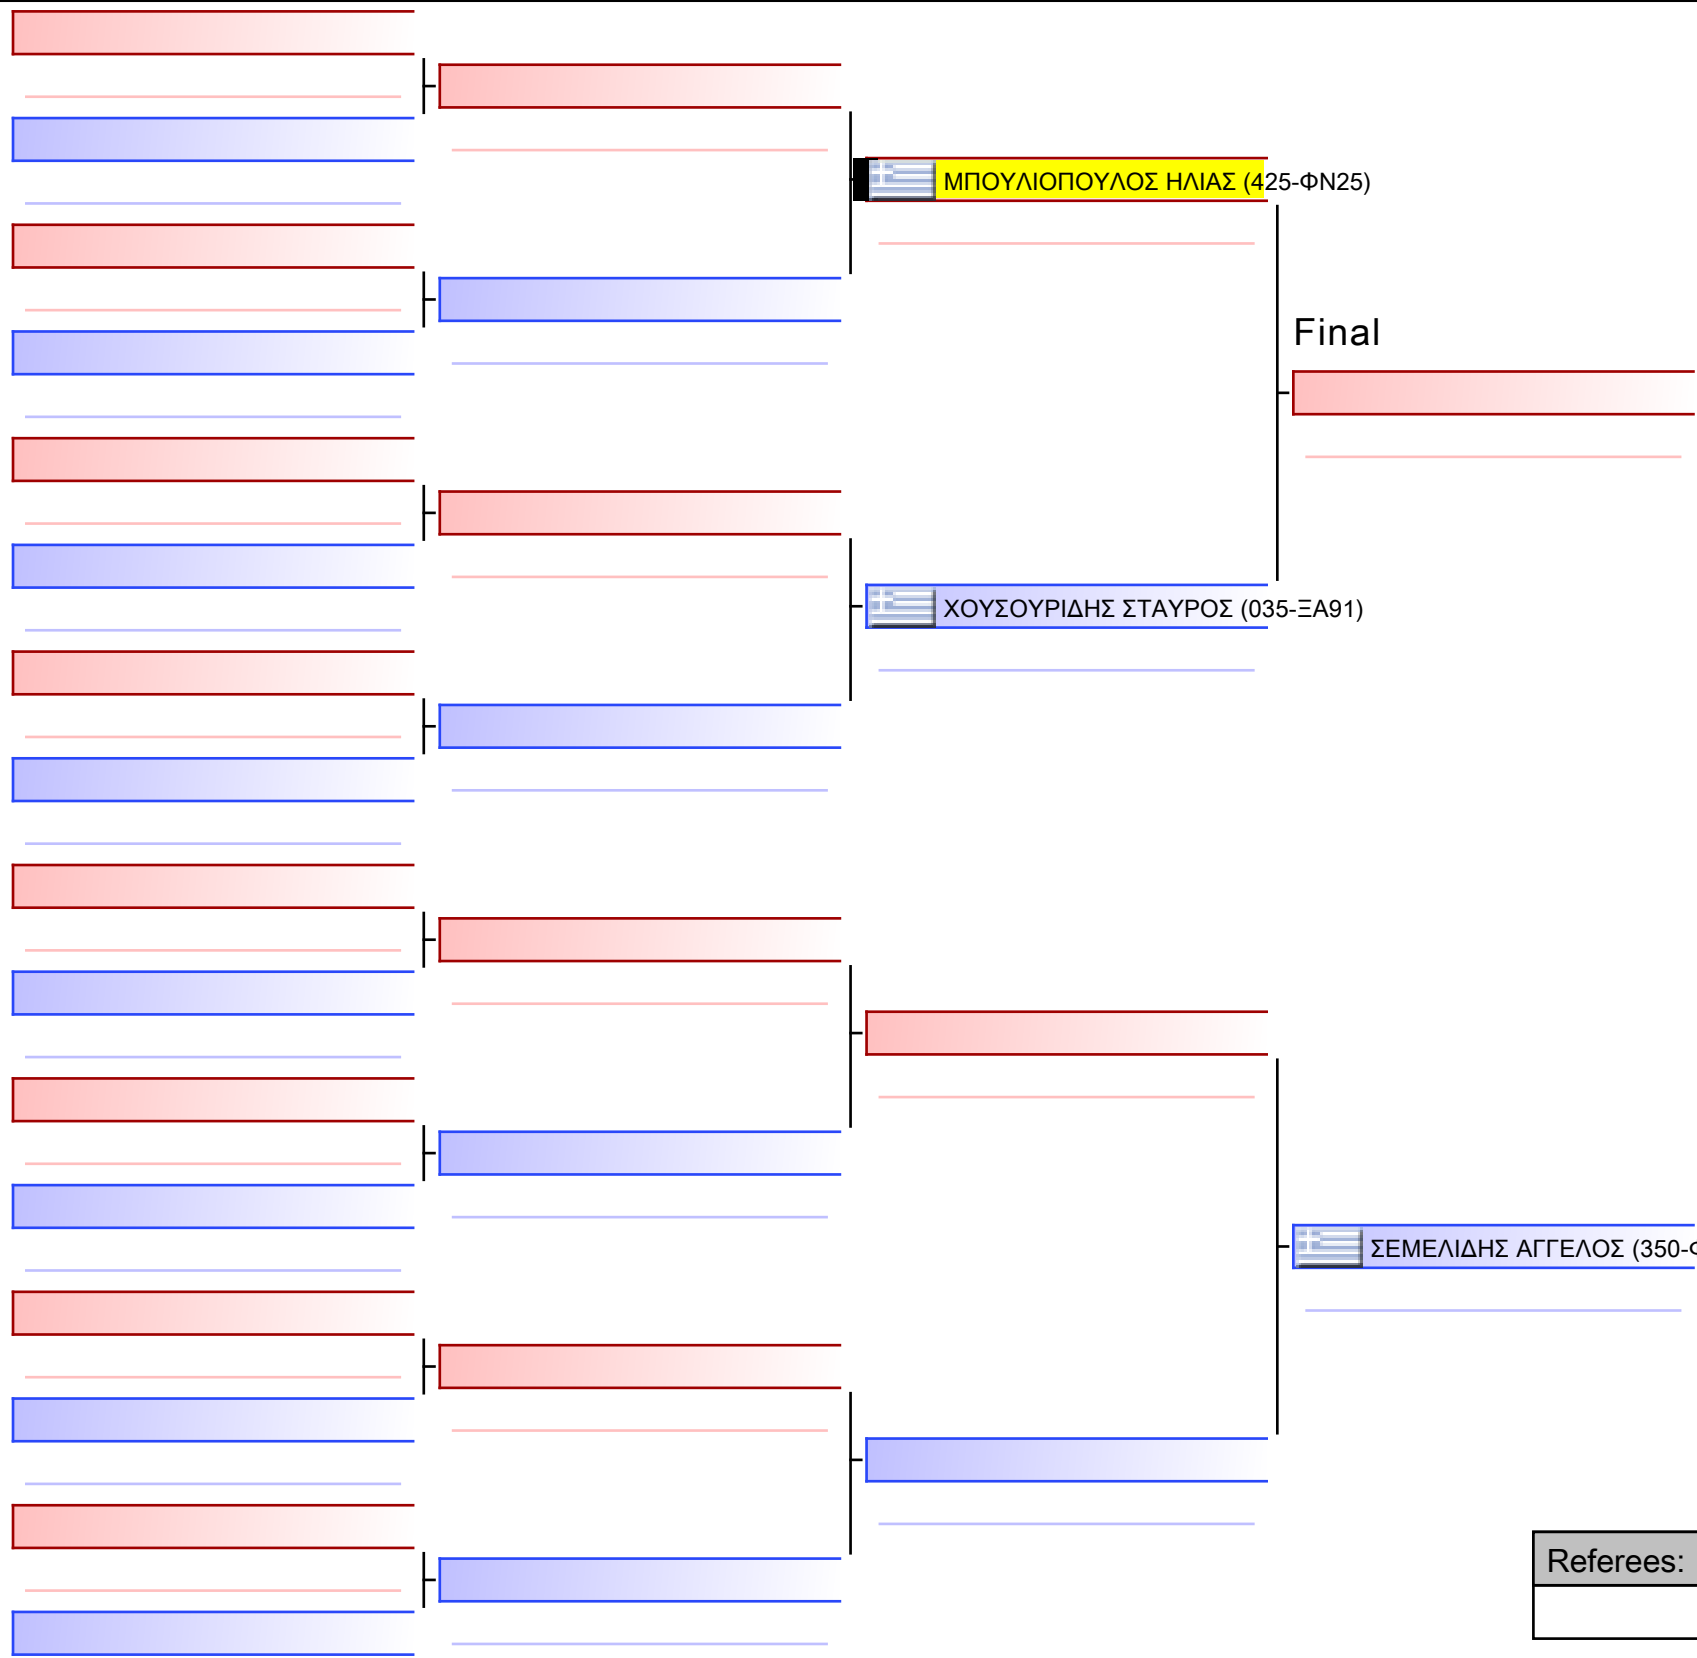 ΜΠΟΥΛΙΟΠΟΥΛΟΣ ΗΛΙΑΣ (425-ΦΝ25)
Final
ΧΟΥΣΟΥΡΙΔΗΣ ΣΤΑΥΡΟΣ (035-ΞΑ91)
ΣΕΜΕΛΙΔΗΣ ΑΓΓΕΛΟΣ (350-
Referees: